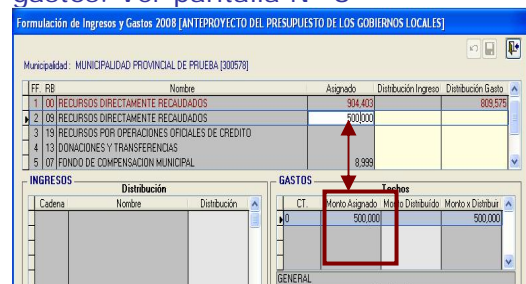 gastos. Ver pantalla N° 3
Formulación de Ingresos y Gastos 2008 [ANTEPROYECTO DEL PRESUPUESTO DE LOS GOBIERNOS LOCALES]
Municipalidad: MUNICIPALIDAD PROVINCIAL DE PRUEBA [300578]
FF. RB Nombre Asignado Distribución Ingreso Distribución Gasto
1 00 RECURSOS DIRECTAMENTE RECAUDADOS 904,403 809,575
2 09 RECURSOS DIRECTAMENTE RECAUDADOS 500,000
3 19 RECURSOS POR OPERACIONES OFICIALES DE CREDITO
4 13 DONACIONES Y TRANSFERENCIAS
5 07 FONDO DE COMPENSACION MUNICIPAL 8,999
INGRESOS GASTOS
Distribución Techos
Cadena Nombre Distribución CT. Monto Asignado Monto Distribuído Monto x Distribuir
0 500,000 500,000
GENERAL